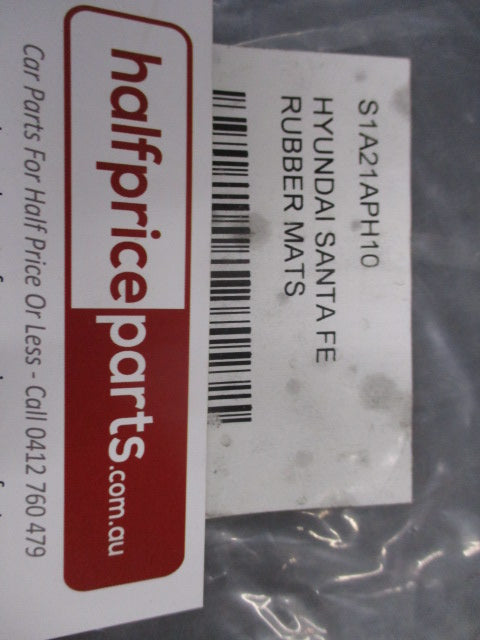 S1A21APH10
HYUNDAI SANTA FE
RUBBER MATS
halfpriceparts.com.au
Car Parts For Half Price Or Less - Call 0412 760 479